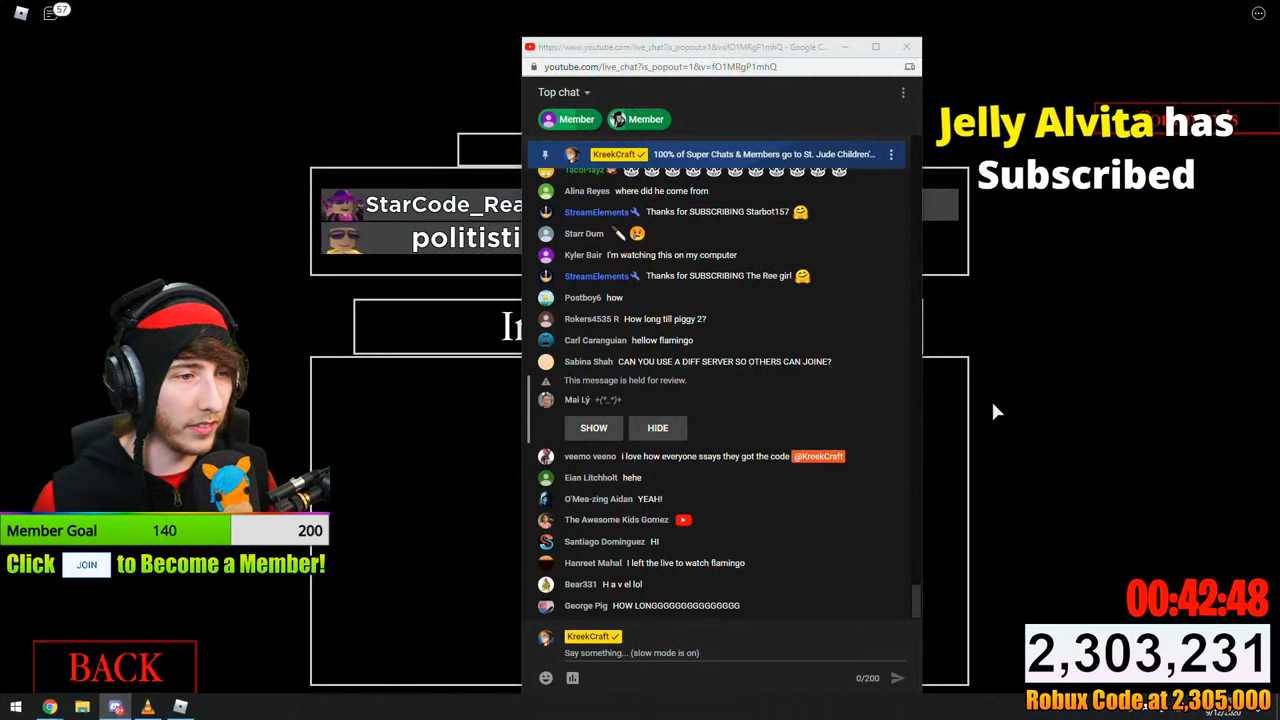 57
https://www.youtube.com/live_chat?is_popout=1&v=fO1MRgP1mhQ - Google C...
youtube.com/live_chat?is_popout=1&v=fO1MRgP1mhQ
Top chat
Member Member
KreekCraft 100% of Super Chats & Members go to St. Jude Children'...
TacoPlayz
Alina Reyes where did he come from
StreamElements Thanks for SUBSCRIBING Starbot157
Starr Dum
Kyler Bair I'm watching this on my computer
StreamElements Thanks for SUBSCRIBING The Ree girl
Postboy6 how
Rokers4535 R How long till piggy 2?
Carl Caranguian hellow flamingo
Sabina Shah CAN YOU USE A DIFF SERVER SO OTHERS CAN JOINE?
This message is held for review.
Mai Lý +(*_*)+
SHOW HIDE
veemo veeno i love how everyone ssays they got the code @KreekCraft
Eian Litchholt hehe
O'Mea-zing Aidan YEAH!
The Awesome Kids Gomez
Santiago Dominguez HI
Hanreet Mahal I left the live to watch flamingo
Bear331 H a v el lol
George Pig HOW LONGGGGGGGGGGGGGGG
KreekCraft
Say something... (slow mode is on)
0/200
Jelly Alvita has
Subscribed
StarCode_Rea
politisti
Member Goal 140 200
Click JOIN to Become a Member!
BACK
00:42:48
2,303,231
Robux Code at 2,305,000
9/12/2020